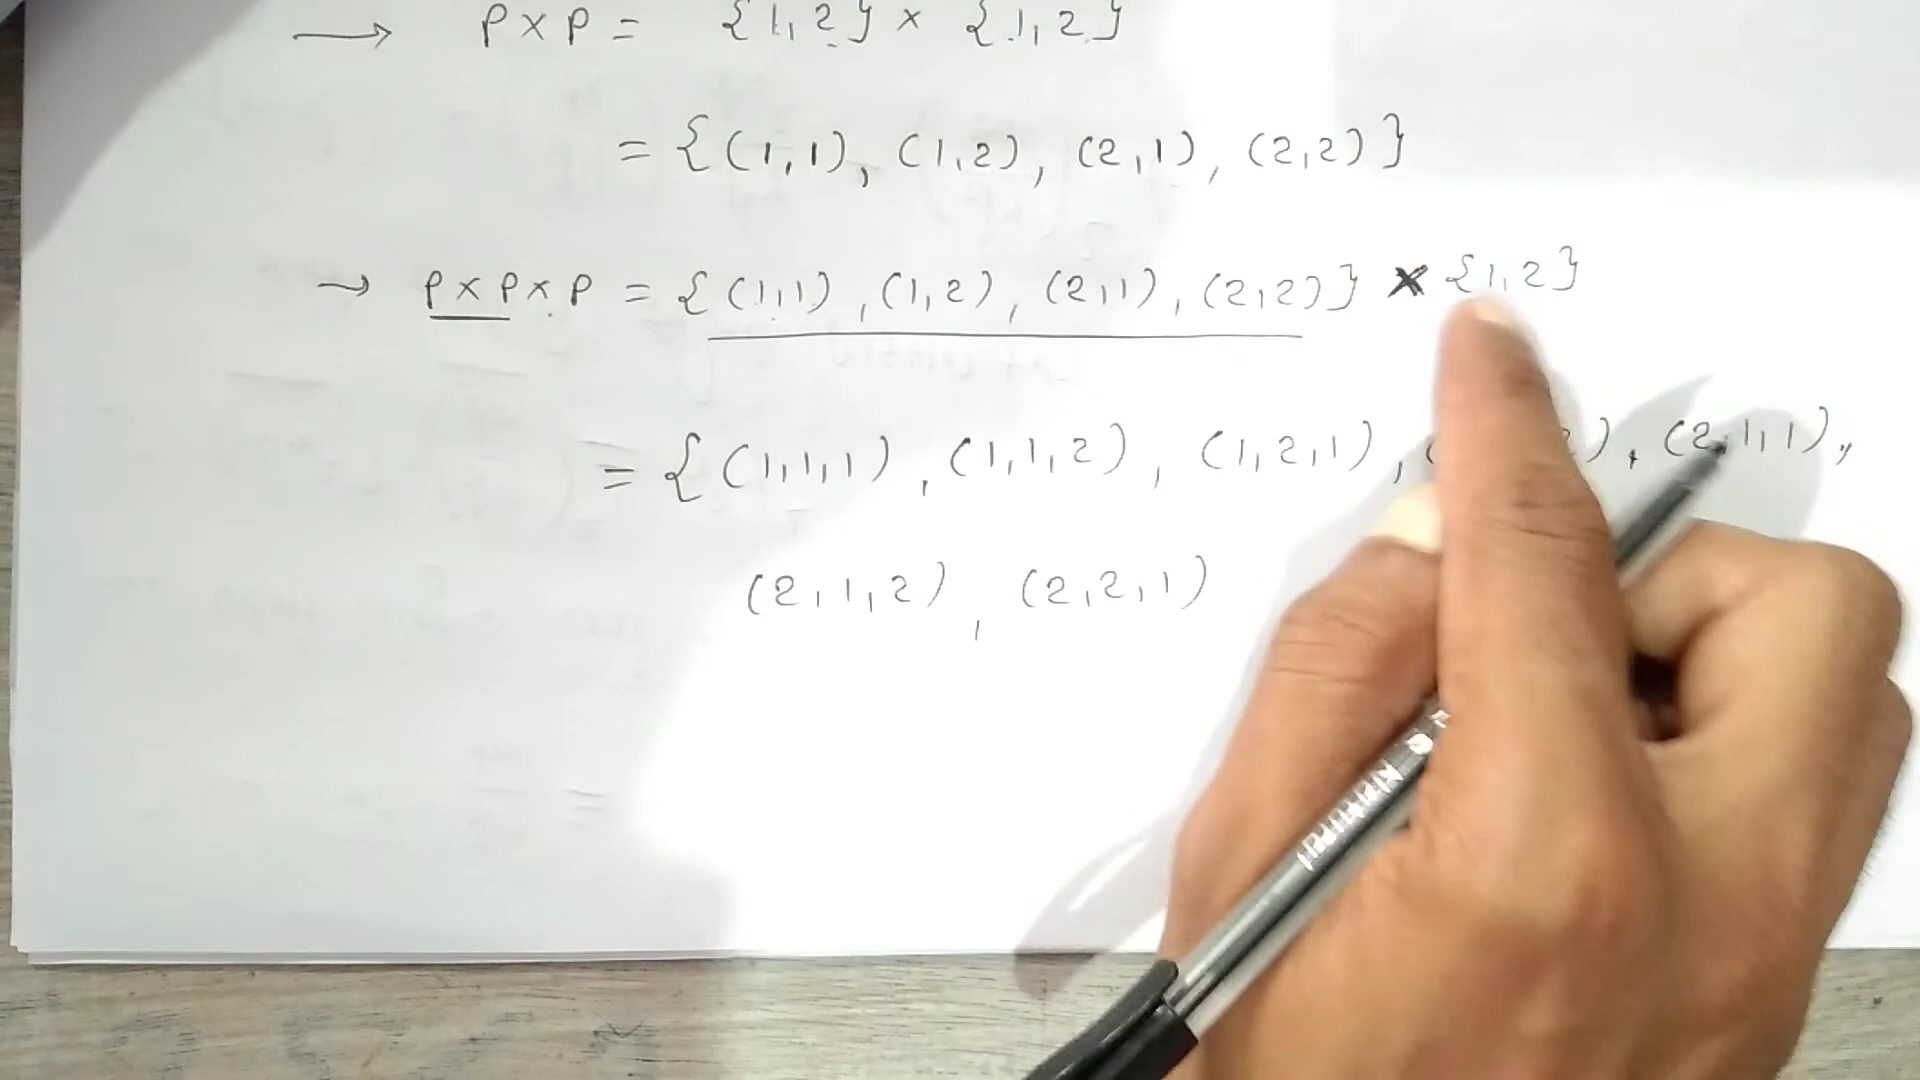 → P×P = {1,2} × {1,2}
= {(1,1), (1,2), (2,1), (2,2)}
→ P×P×P = {(1,1), (1,2), (2,1), (2,2)} × {1,2}
= {(1,1,1), (1,1,2), (1,2,1), ( 2), (2,1,1),
(2,1,2), (2,2,1)